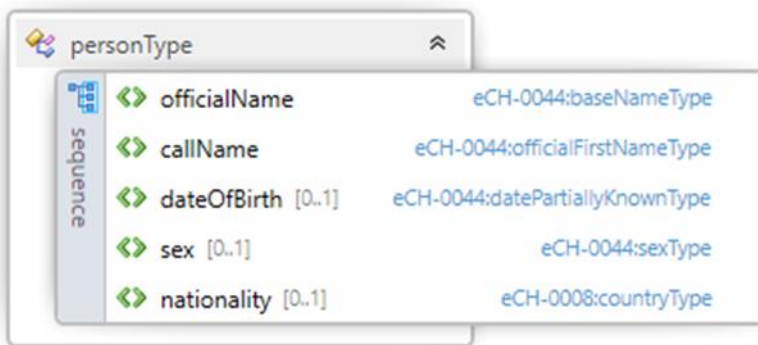 personType
sequence
officialName eCH-0044:baseNameType
callName eCH-0044:officialFirstNameType
dateOfBirth [0..1] eCH-0044:datePartiallyKnownType
sex [0..1] eCH-0044:sexType
nationality [0..1] eCH-0008:countryType